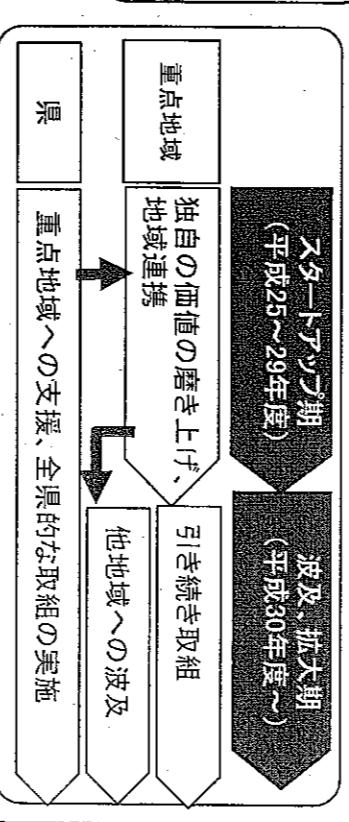 スタートアップ期
(平成25~29年度)
波及、拡大期
(平成30年度~)
重点地域
独自の価値の磨き上げ、
地域連携
引き続き取組
他地域への波及
県
重点地域への支援、全県的な取組の実施